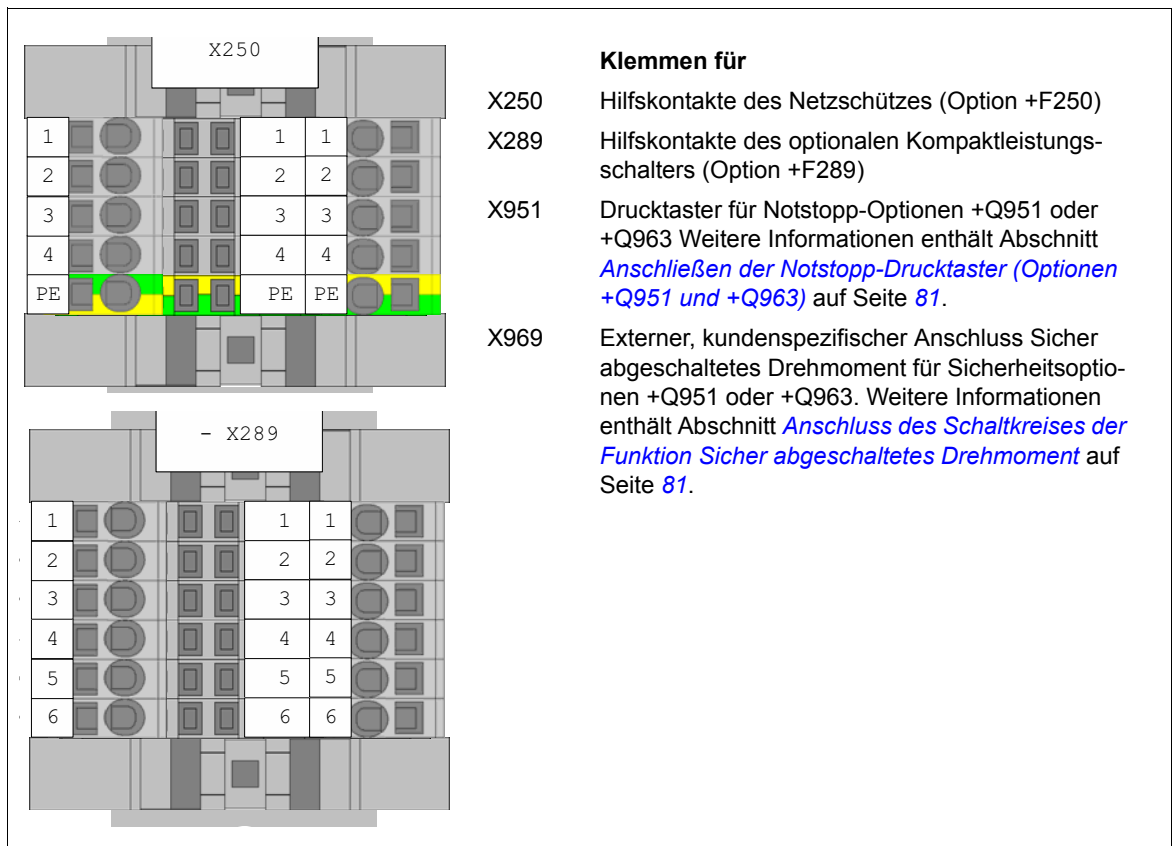 X250
1 1 1
2 2 2
3 3 3
4 4 4
PE PE PE
- X289
1 1 1
2 2 2
3 3 3
4 4 4
5 5 5
6 6 6
Klemmen für
X250 Hilfskontakte des Netzschützes (Option +F250)
X289 Hilfskontakte des optionalen Kompaktleistungs-
schalters (Option +F289)
X951 Drucktaster für Notstopp-Optionen +Q951 oder
+Q963 Weitere Informationen enthält Abschnitt
Anschließen der Notstopp-Drucktaster (Optionen
+Q951 und +Q963) auf Seite 81.
X969 Externer, kundenspezifischer Anschluss Sicher
abgeschaltetes Drehmoment für Sicherheitsoptio-
nen +Q951 oder +Q963. Weitere Informationen
enthält Abschnitt Anschluss des Schaltkreises der
Funktion Sicher abgeschaltetes Drehmoment auf
Seite 81.